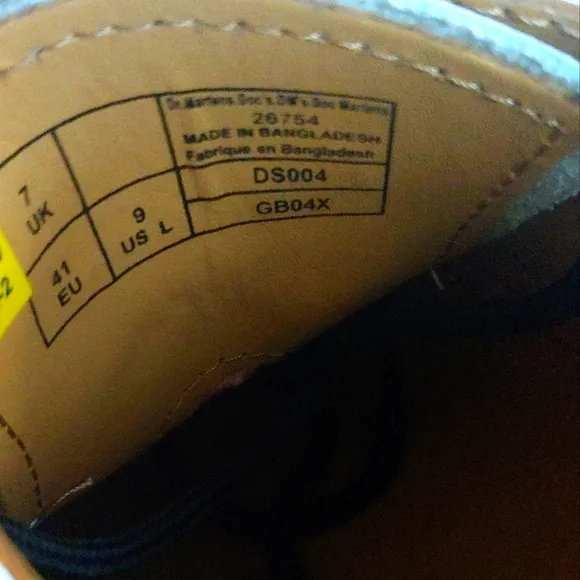 Dr.Martens.Doc's.DM's.Doc Martens
26754
MADE IN BANGLADESH
Fabrique en Bangladesh
DS004
GB04X
7
UK
9
US L
41
EU